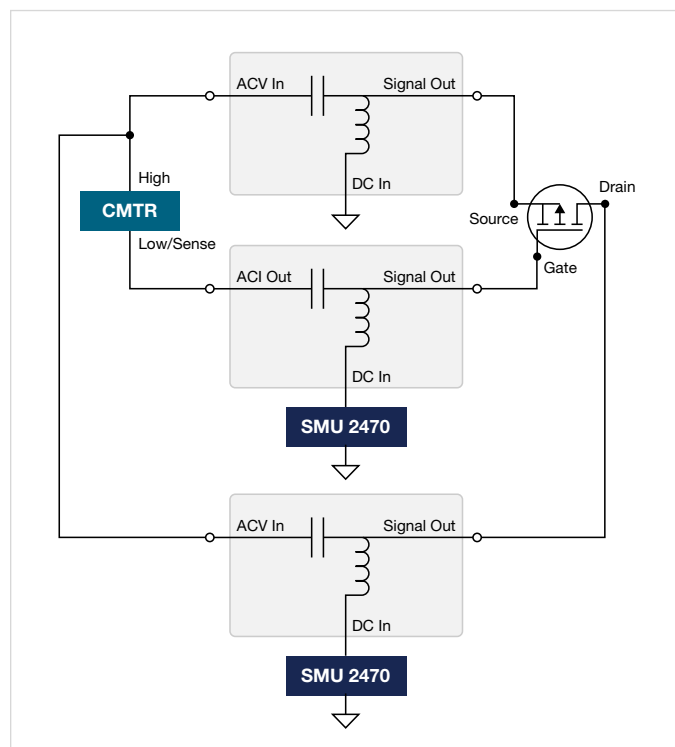 ACV In
Signal Out
DC In
High
CMTR
Low/Sense
Source
Drain
Gate
ACI Out
Signal Out
DC In
SMU 2470
ACV In
Signal Out
DC In
SMU 2470